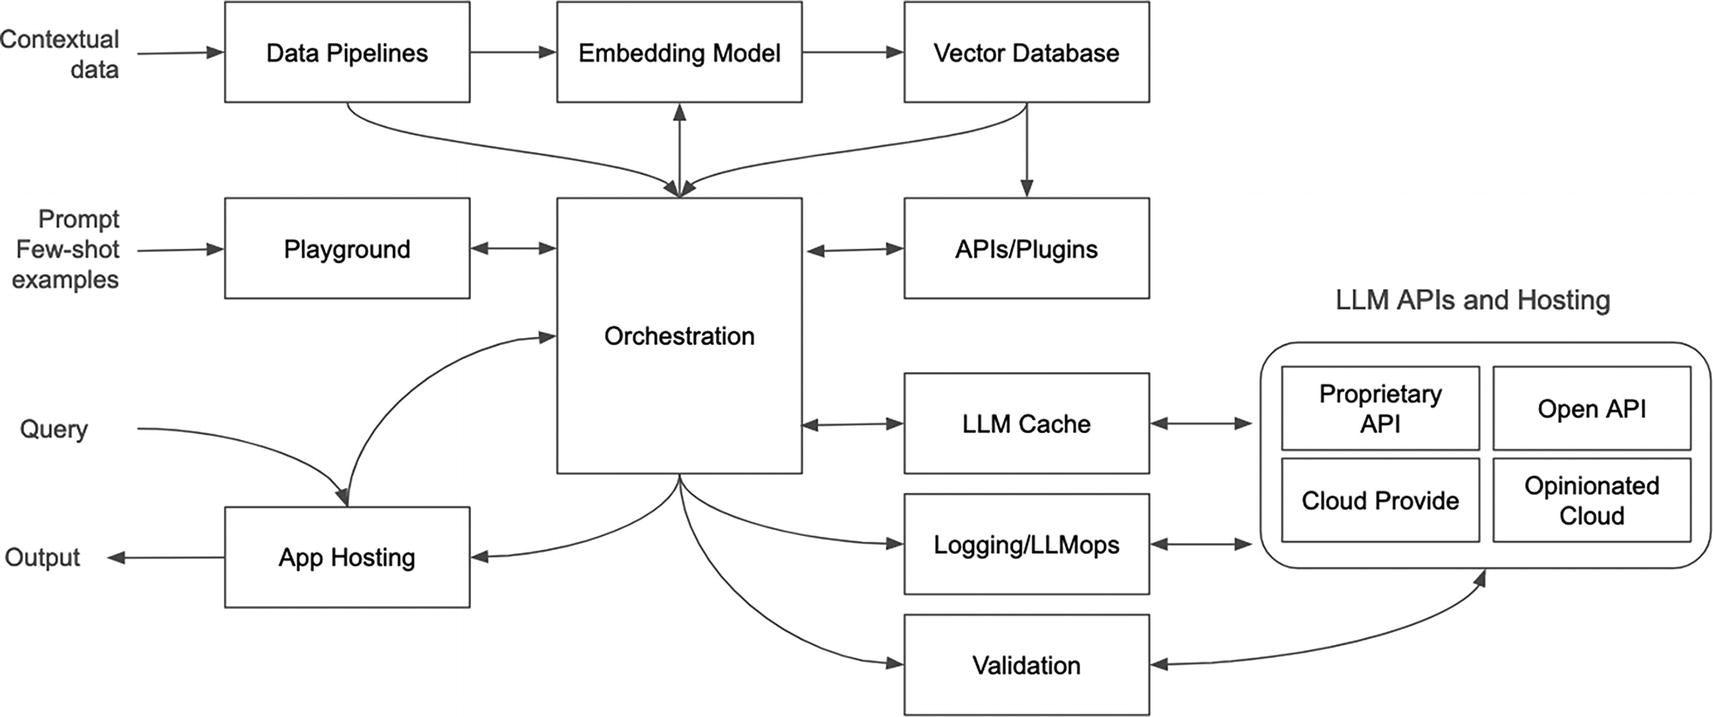 Contextual
data
Data Pipelines
Embedding Model
Vector Database
Prompt
Few-shot
examples
Playground
Orchestration
APIs/Plugins
LLM APIs and Hosting
Query
LLM Cache
Proprietary
API
Open API
Cloud Provide
Opinionated
Cloud
Output
App Hosting
Logging/LLMops
Validation